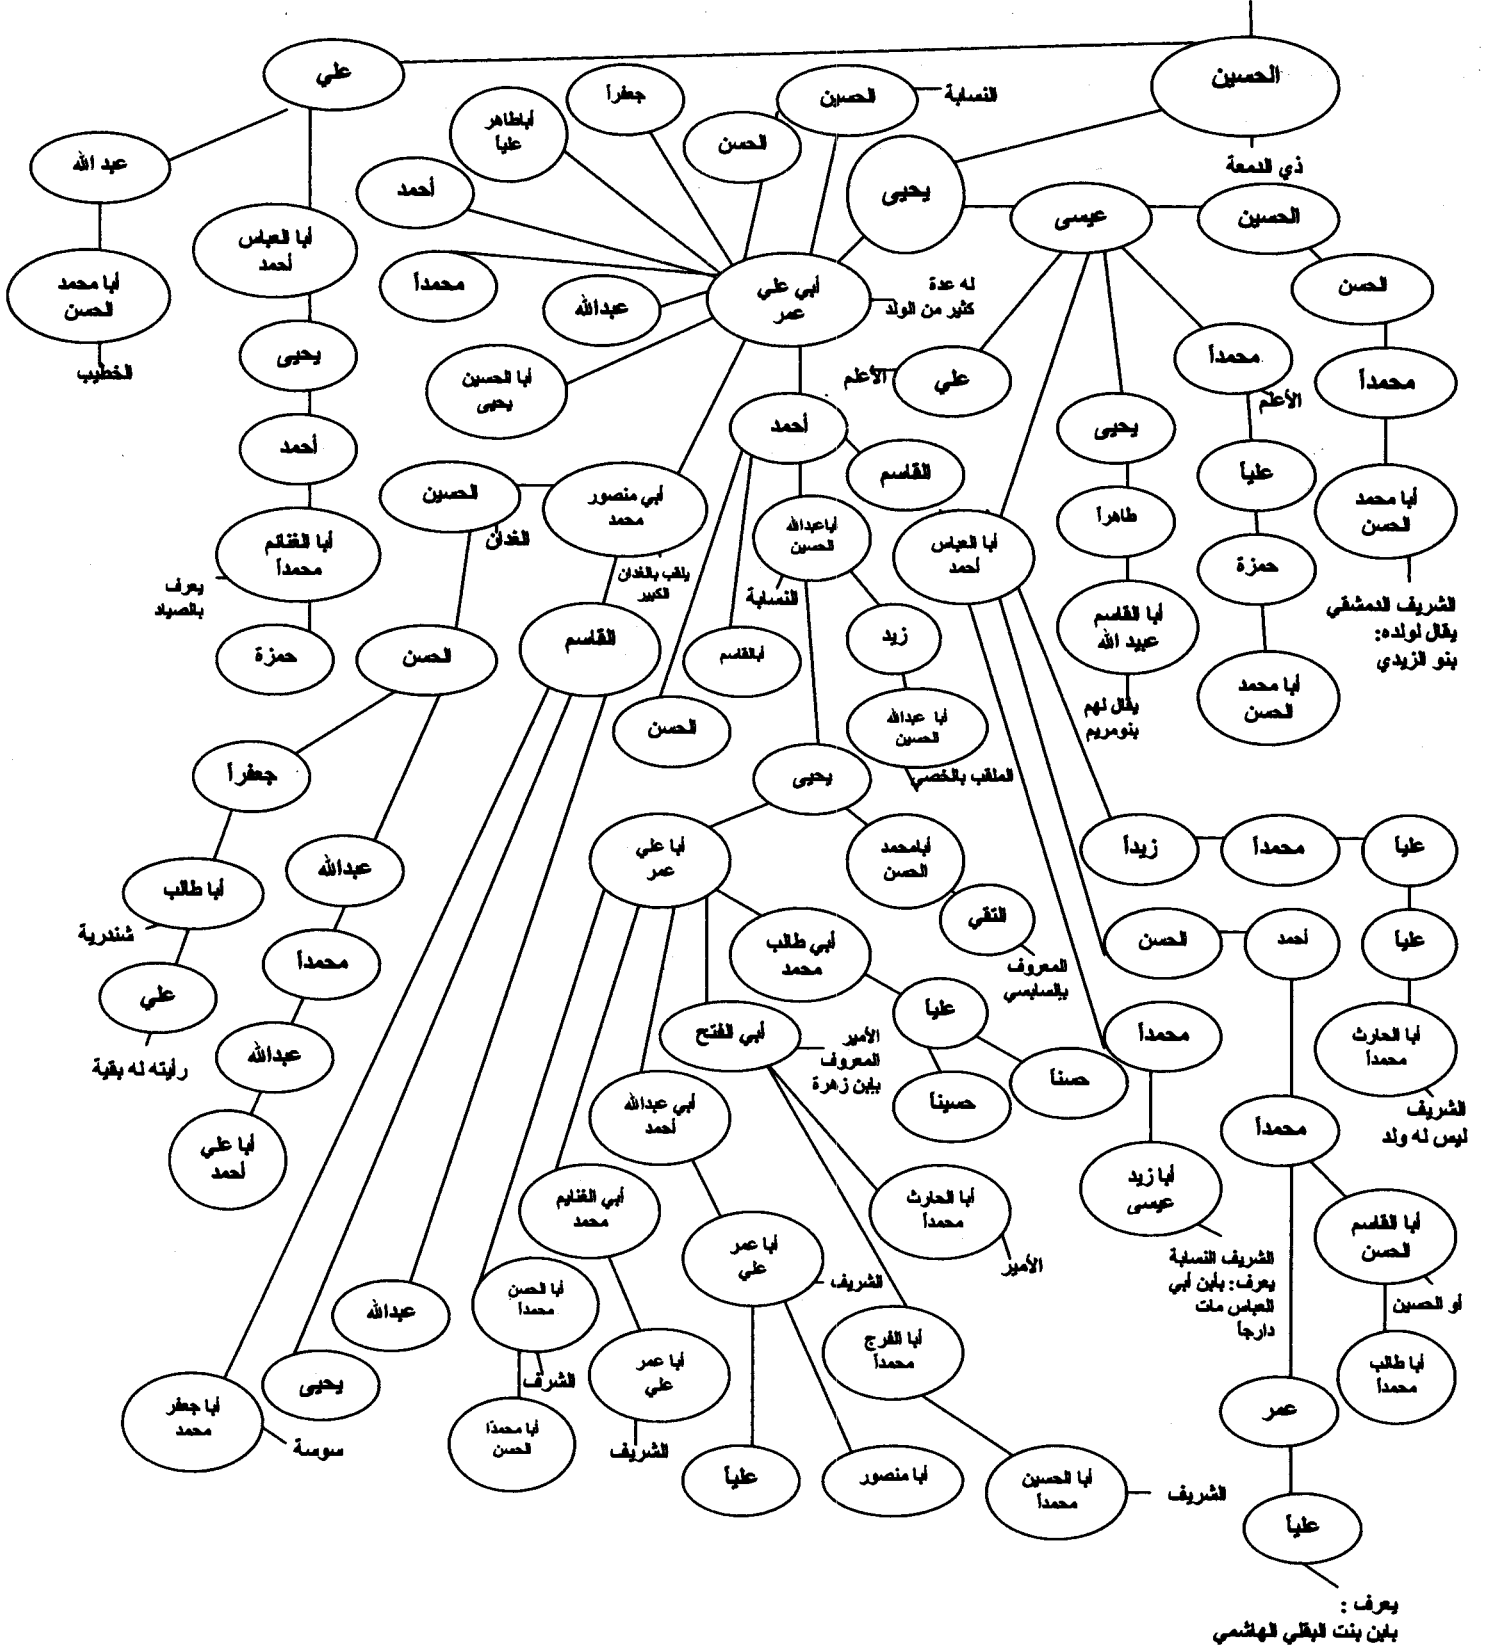 الحسين
ذي الدمعة
علي
عبد الله
أبا محمد
الحسن
الخطيب
أبا العباس
أحمد
يحيى
أحمد
أبا الغنائم
محمداً
يعرف
بالصياد
حمزة
يحيى
عيسى
الحسين
الحسن
محمداً
أبا محمد
الحسن
الشريف الدمشقي
يقال لولده:
بنو الزيدي
محمداً
الأعلم
علياً
حمزة
أبا محمد
الحسن
يحيى
طاهراً
أبا القاسم
عبيد الله
يقال لهم
بنومريم
علي
الأعلم
أبا العباس
أحمد
زيداً
محمداً
علياً
علياً
أبا الحارث
محمداً
الشريف
ليس له ولد
الحسن
أحمد
محمداً
أبا القاسم
الحسن
أو الحسين
أبا طالب
محمداً
عمر
علياً
يعرف :
بابن بنت البقلي الهاشمي
محمداً
أبا زيد
عيسى
الشريف النسابة
يعرف: بابن أبي
العباس مات
دارجاً
أبي علي
عمر
له عدة
كثير من الولد
الحسين
النسابة
الحسن
جعفراً
أباطاهر
علياً
أحمد
محمداً
عبدالله
أبا الحسين
يحيى
أحمد
القاسم
أباعبدالله
الحسين
النسابة
أباالقاسم
الحسن
زيد
أبا عبدالله
الحسين
الملقب بالخصي
يحيى
أبامحمد
الحسن
التقي
المعروف
بإلسابسي
أبا علي
عمر
أبي طالب
محمد
علياً
حسناً
حسيناً
أبي الفتح
الأمير
المعروف
بإبن زهرة
أبا الحارث
محمداً
الأمير
أبا الفرج
محمداً
أبا الحسين
محمداً
الشريف
أبي عبدالله
أحمد
أبا عمر
علي
الشريف
علياً
أبا منصور
أبي الغنايم
محمد
أبا عمر
علي
الشريف
أبا الحسن
محمداً
الشرف
أبا محمدًا
الحسن
أبي منصور
محمد
يلقب بالغدان
الكبير
الحسين
الغدان
الحسن
جعفراً
أبا طالب
شندرية
علي
رأيته له بقية
عبدالله
محمداً
عبدالله
أبا علي
أحمد
القاسم
عبدالله
يحيى
أبا جعفر
محمد
سوسة